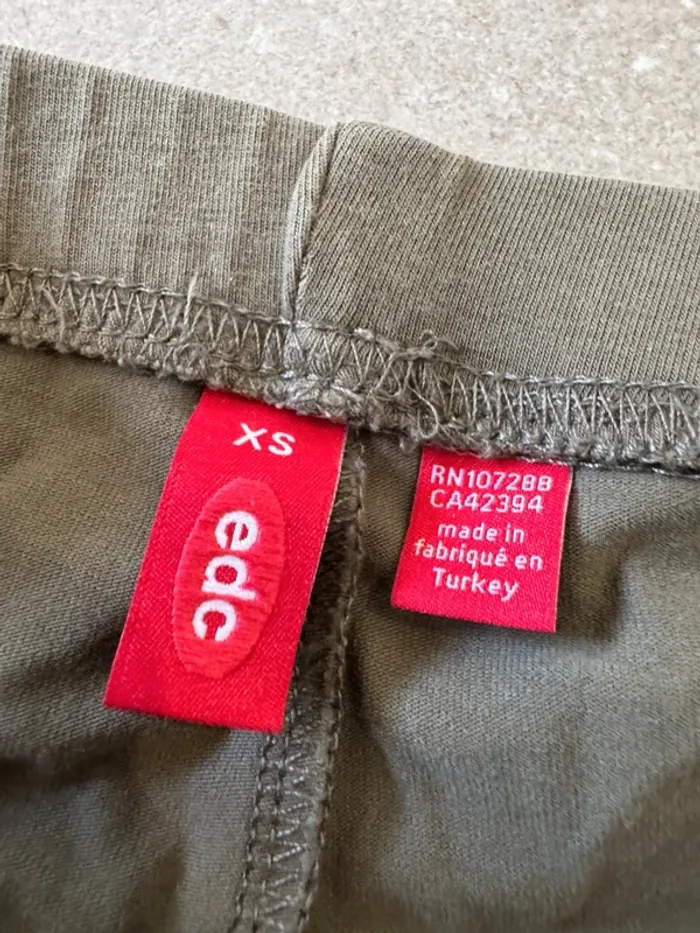 XS
edc
RN107288
CA42394
made in
fabriqué en
Turkey